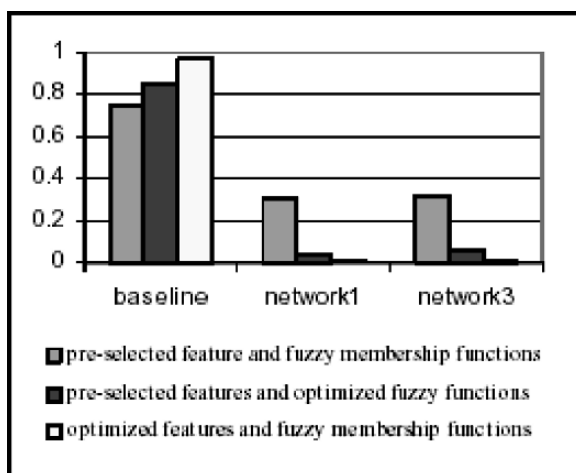 1
0.8
0.6
0.4
0.2
0
baseline network1 network3
pre-selected feature and fuzzy membership functions
pre-selected features and optimized fuzzy functions
optimized features and fuzzy membership functions